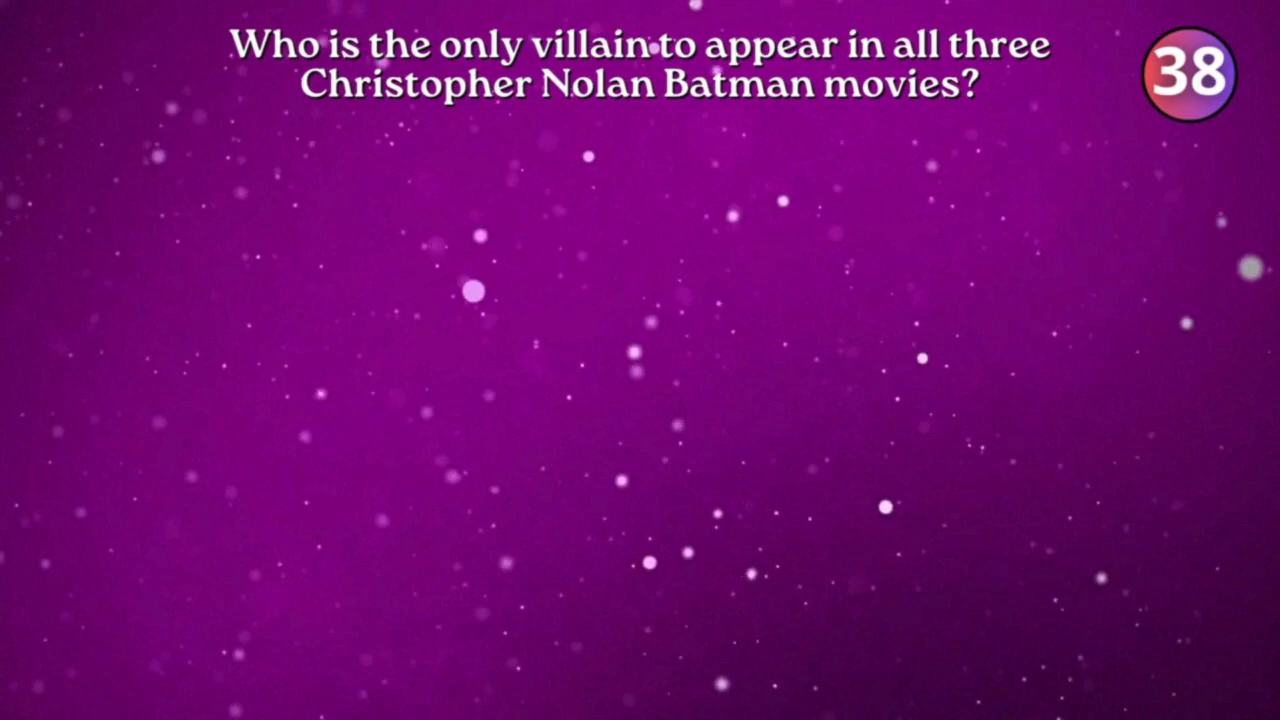 Who is the only villain to appear in all three
Christopher Nolan Batman movies?
38